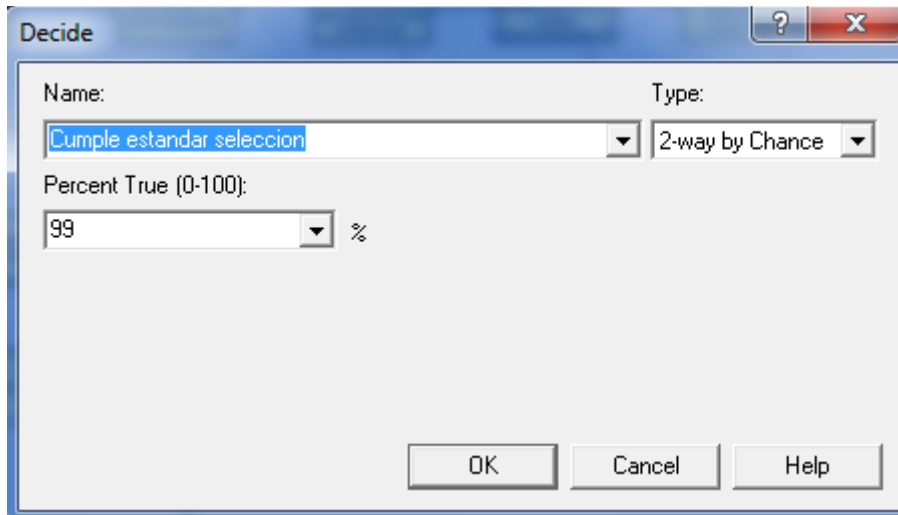 Decide
Name: Type:
Cumple estandar seleccion 2-way by Chance
Percent True (0-100):
99 %
OK Cancel Help